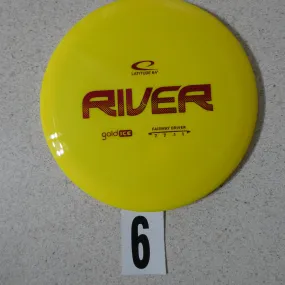 LATITUDE 64°
RIVER
gold ICE
FAIRWAY DRIVER
6